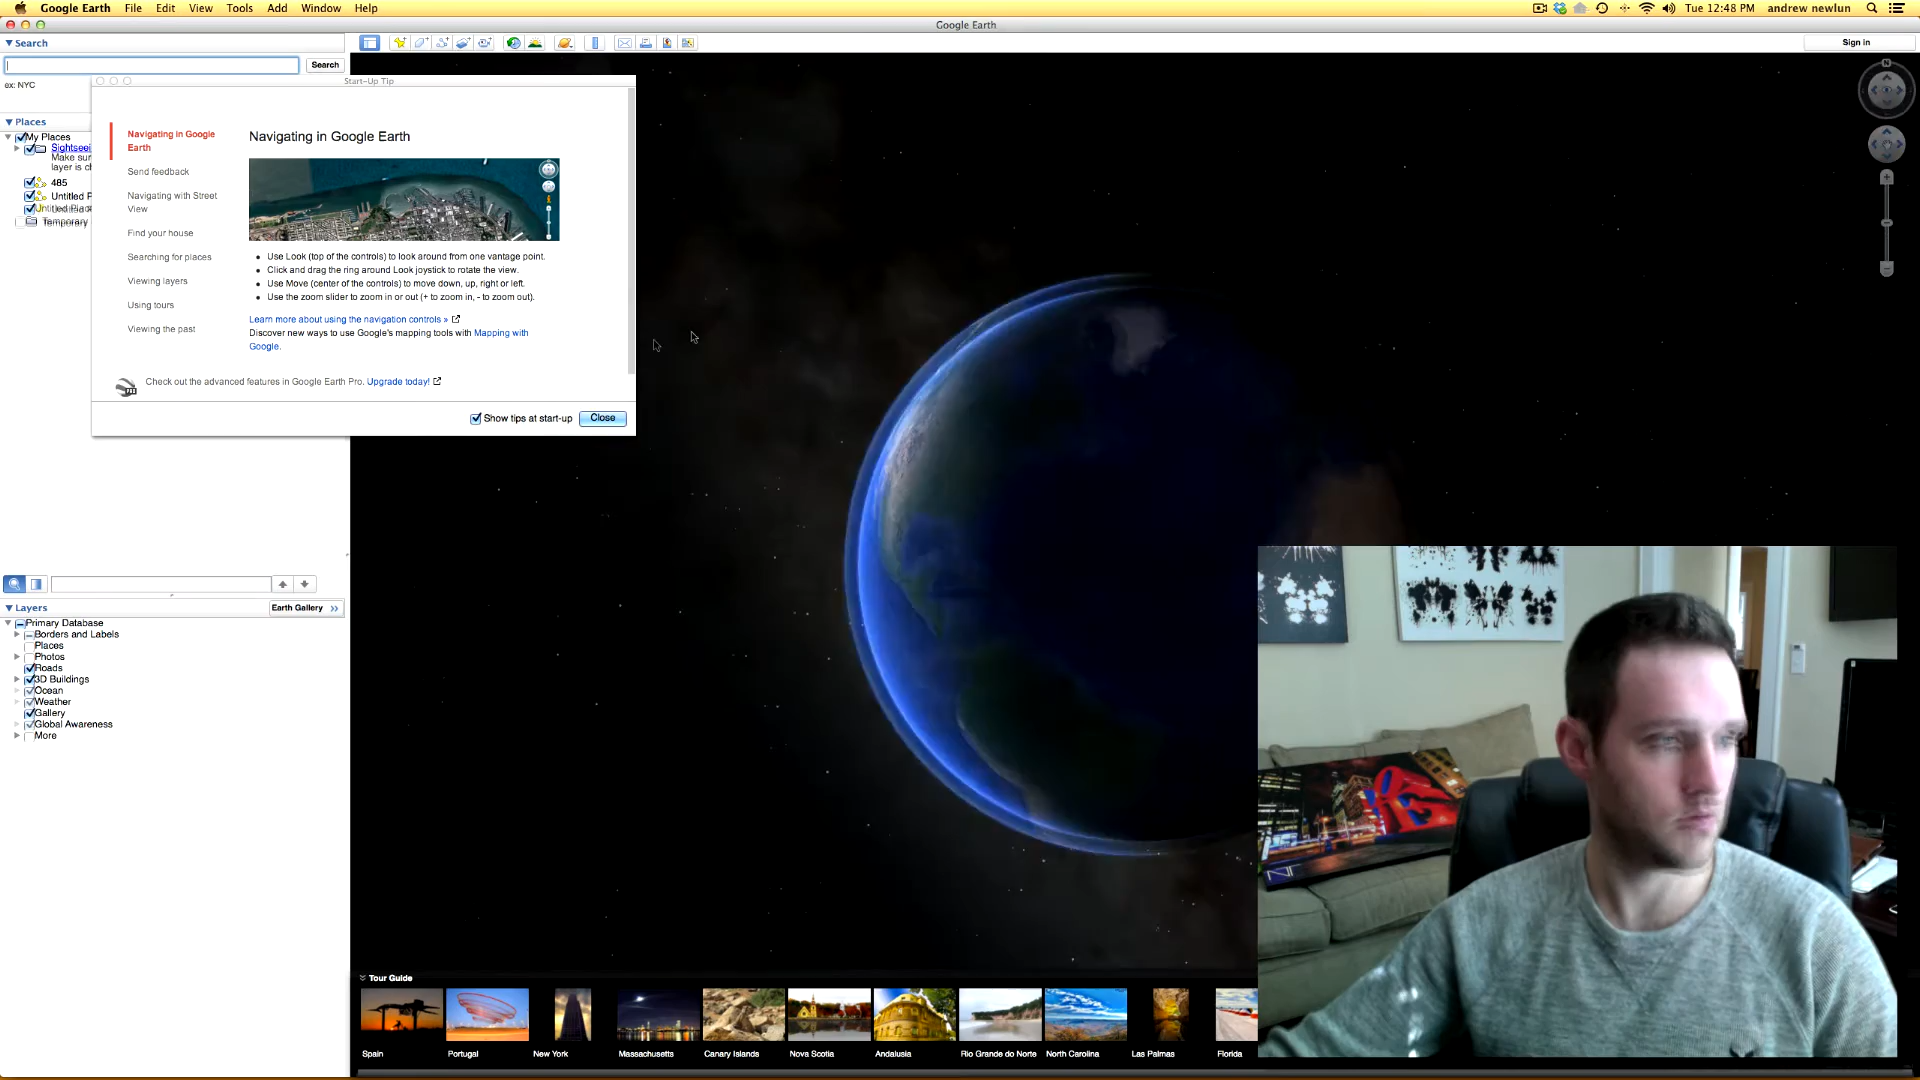 Google Earth File Edit View Tools Add Window Help
Tue 12:48 PM andrew newlun
Google Earth
Search
Search
ex: NYC
Sign in
N
Start-Up Tip
Navigating in Google
Earth
Send feedback
Navigating with Street
View
Find your house
Searching for places
Viewing layers
Using tours
Viewing the past
Navigating in Google Earth
• Use Look (top of the controls) to look around from one vantage point.
• Click and drag the ring around Look joystick to rotate the view.
• Use Move (center of the controls) to move down, up, right or left.
• Use the zoom slider to zoom in or out (+ to zoom in, - to zoom out).
Learn more about using the navigation controls »
Discover new ways to use Google's mapping tools with Mapping with
Google.
Check out the advanced features in Google Earth Pro. Upgrade today!
Show tips at start-up Close
Places
My Places
Sightseei
Make sur
layer is c
485
Untitled P
Temporary
Layers
Earth Gallery »
Primary Database
Borders and Labels
Places
Photos
Roads
3D Buildings
Ocean
Weather
Gallery
Global Awareness
More
Tour Guide
Spain Portugal New York Massachusetts Canary Islands Nova Scotia Andalusia Rio Grande do Norte North Carolina Las Palmas Florida